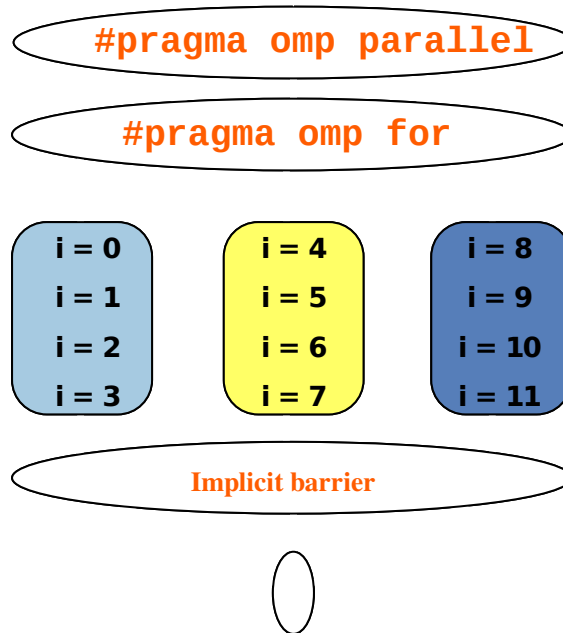 #pragma omp parallel
#pragma omp for
i = 0
i = 1
i = 2
i = 3
i = 4
i = 5
i = 6
i = 7
i = 8
i = 9
i = 10
i = 11
Implicit barrier